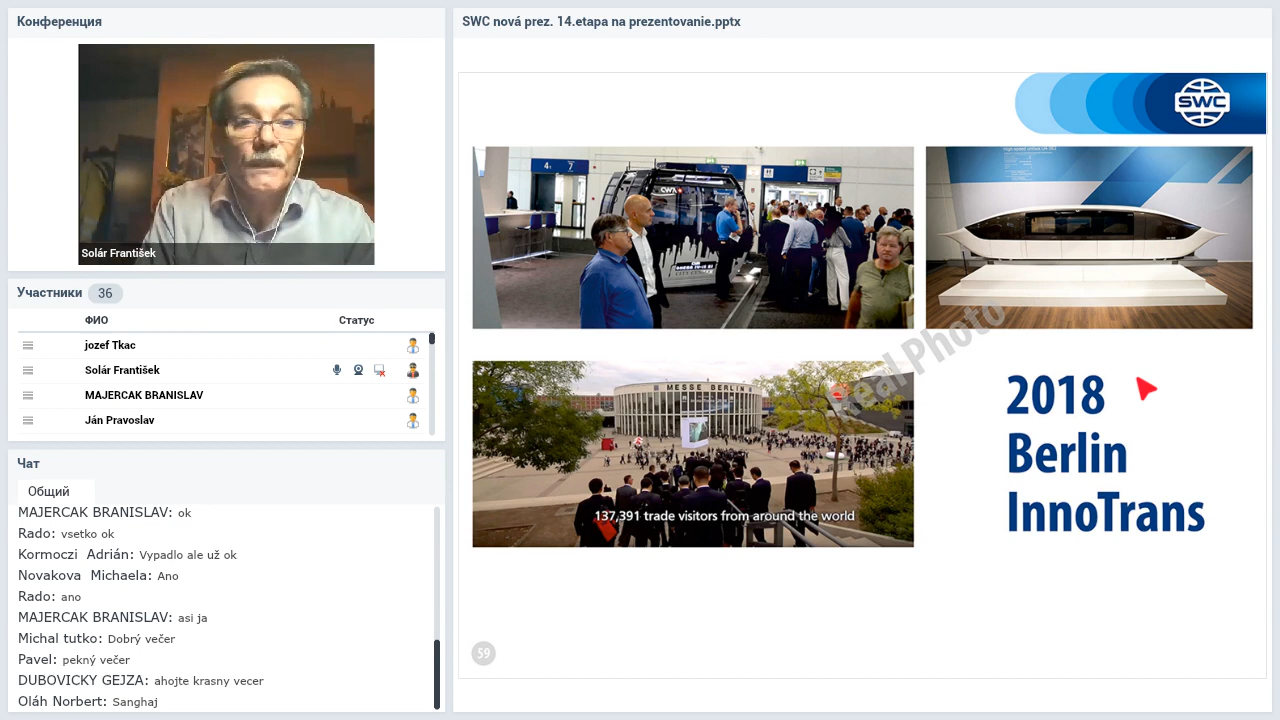 Конференция
Solár František
Участники 36
ФИО Статус
jozef Tkac
Solár František
MAJERCAK BRANISLAV
Ján Pravoslav
Чат
Общий
MAJERCAK BRANISLAV: ok
Rado: vsetko ok
Kormoczi Adrián: Vypadlo ale už ok
Novakova Michaela: Ano
Rado: ano
MAJERCAK BRANISLAV: asi ja
Michal tutko: Dobrý večer
Pavel: pekný večer
DUBOVICKY GEJZA: ahojte krasny vecer
Oláh Norbert: Sanghaj
SWC nová prez. 14.etapa na prezentovanie.pptx
SWC
4
7
7
CWA
Real Photo
MESSE BERLIN
137,391 trade visitors from around the world
2018
Berlin
InnoTrans
59